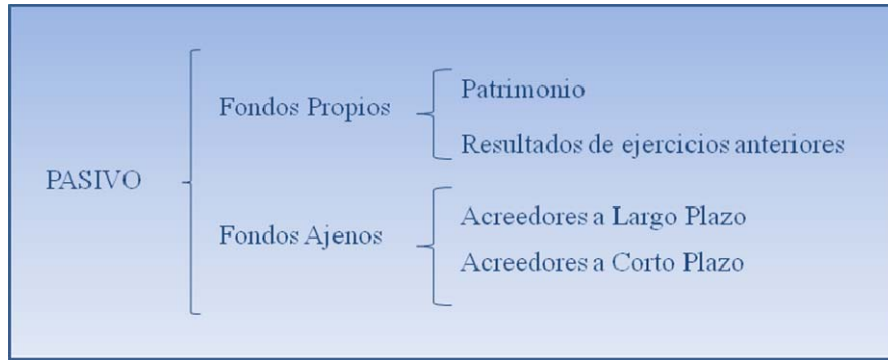 PASIVO
Fondos Propios
Patrimonio
Resultados de ejercicios anteriores
Fondos Ajenos
Acreedores a Largo Plazo
Acreedores a Corto Plazo